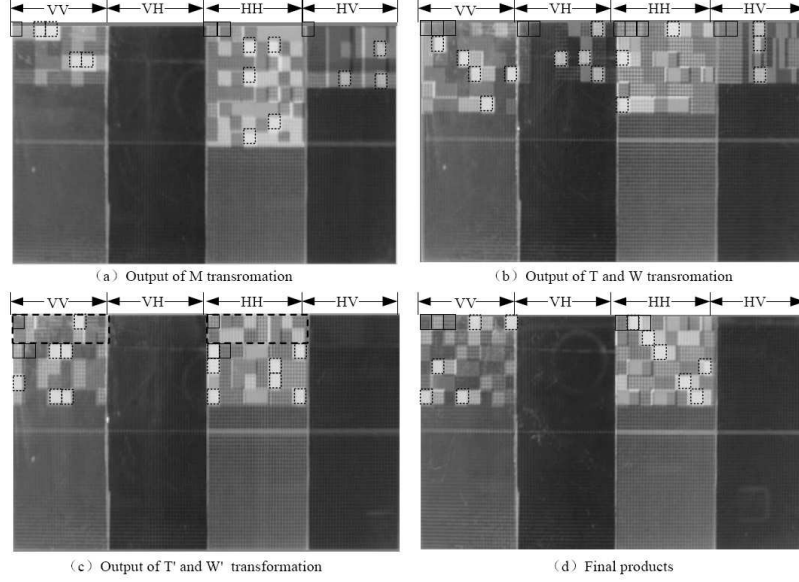 VV VH HH HV VV VH HH HV
（a）Output of M transromation （b）Output of T and W transromation
VV VH HH HV VV VH HH HV
（c）Output of T' and W' transformation （d）Final products